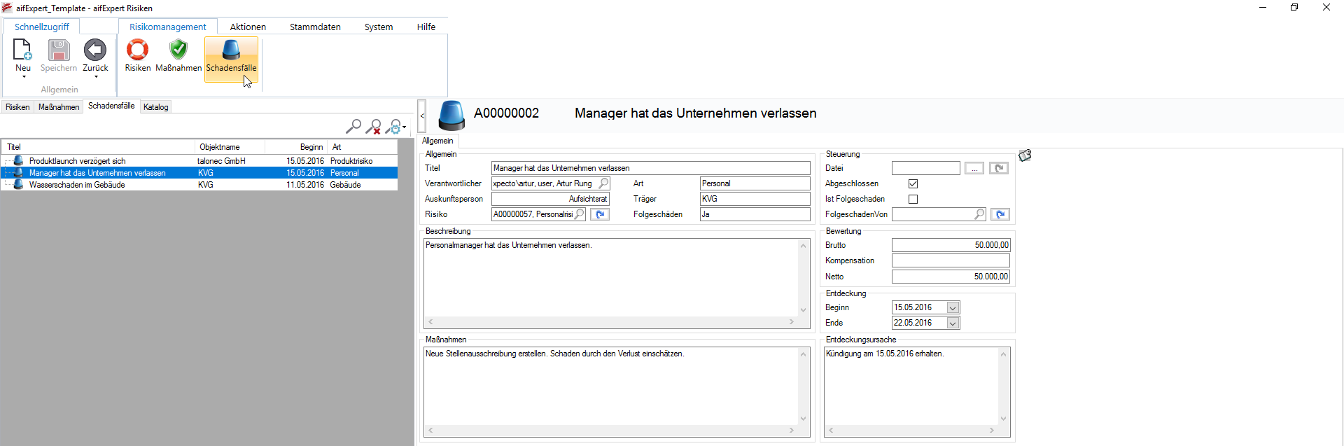 aifExpert_Template - aifExpert Risiken
Schnellzugriff Risikomanagement Aktionen Stammdaten System Hilfe
Neu Speichern Zurück Risiken Maßnahmen Schadensfälle
Allgemein
Risiken Maßnahmen Schadensfälle Katalog
Titel Objektname Beginn Art
Produktlaunch verzögert sich talonec GmbH 15.05.2016 Produktrisiko
Manager hat das Unternehmen verlassen KVG 15.05.2016 Personal
Wasserschaden im Gebäude KVG 11.05.2016 Gebäude
< A00000002 Manager hat das Unternehmen verlassen
Allgemein
Allgemein
Titel Manager hat das Unternehmen verlassen
Verantwortlicher xpecto\artur, user, Artur Rung Art Personal
Auskunftsperson Aufsichtsrat Träger KVG
Risiko A00000057, Personalrisi Folgeschäden Ja
Beschreibung
Personalmanager hat das Unternehmen verlassen.
Maßnahmen
Neue Stellenausschreibung erstellen. Schaden durch den Verlust einschätzen.
Steuerung
Datei ...
Abgeschlossen
Ist Folgeschaden
FolgeschadenVon
Bewertung
Brutto 50.000,00
Kompensation
Netto 50.000,00
Entdeckung
Beginn 15.05.2016
Ende 22.05.2016
Entdeckungsursache
Kündigung am 15.05.2016 erhalten.